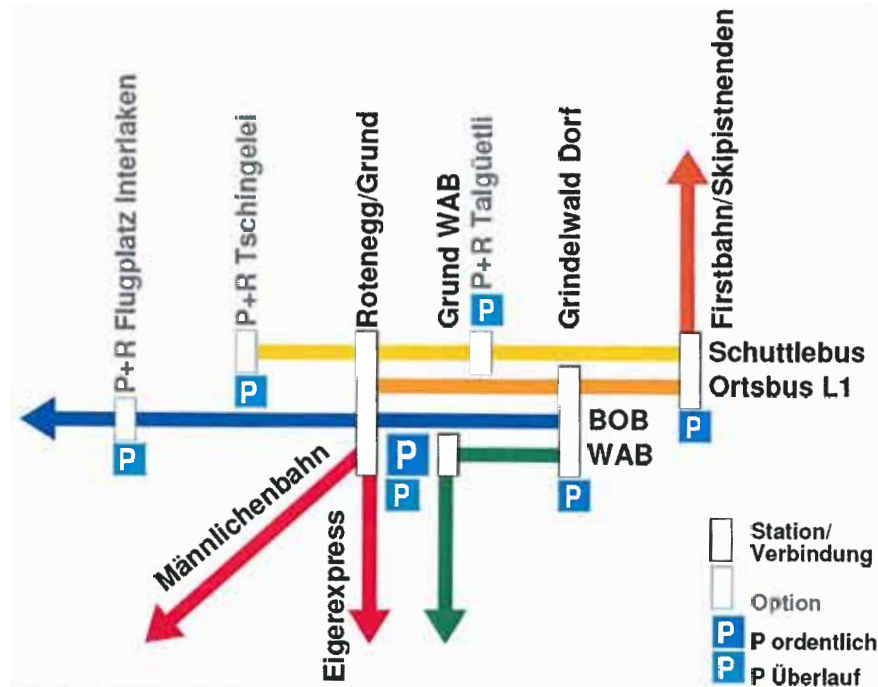 P+R Flugplatz Interlaken
P+R Tschingelei
Rotenegg/Grund
Grund WAB
P+R Talgüetli
Grindelwald Dorf
Firstbahn/Skipistnenden
P
Schuttlebus
P
Ortsbus L1
BOB
P
P
P
WAB
P
P
Männlichenbahn
Eigerexpress
Station/
Verbindung
Option
P P ordentlich
P P Überlauf